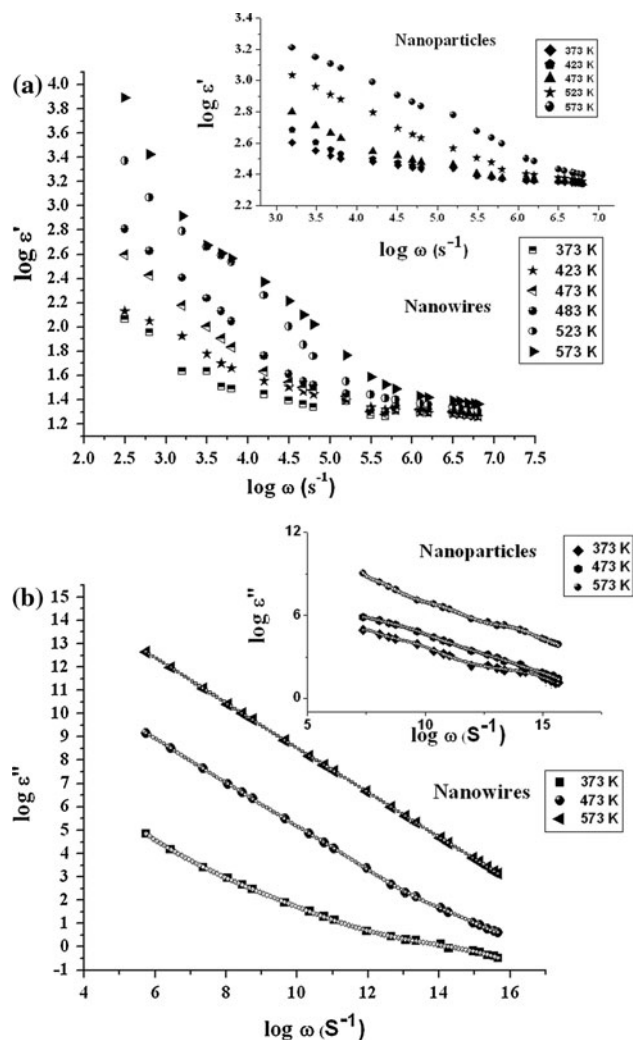 (a)
Nanoparticles
3.4
3.2
3.0
2.8
2.6
2.4
2.2
log ε'
3.0 3.5 4.0 4.5 5.0 5.5 6.0 6.5 7.0
log ω (s⁻¹)
373 K
423 K
473 K
523 K
573 K
4.0
3.8
3.6
3.4
3.2
3.0
2.8
2.6
2.4
2.2
2.0
1.8
1.6
1.4
1.2
log ε'
Nanowires
373 K
423 K
473 K
483 K
523 K
573 K
2.0 2.5 3.0 3.5 4.0 4.5 5.0 5.5 6.0 6.5 7.0 7.5
log ω (s⁻¹)
(b)
Nanoparticles
12
6
0
log ε''
5 10 15
log ω (S⁻¹)
373 K
473 K
573 K
15
14
13
12
11
10
9
8
7
6
5
4
3
2
1
0
-1
log ε''
Nanowires
373 K
473 K
573 K
4 6 8 10 12 14 16
log ω (S⁻¹)